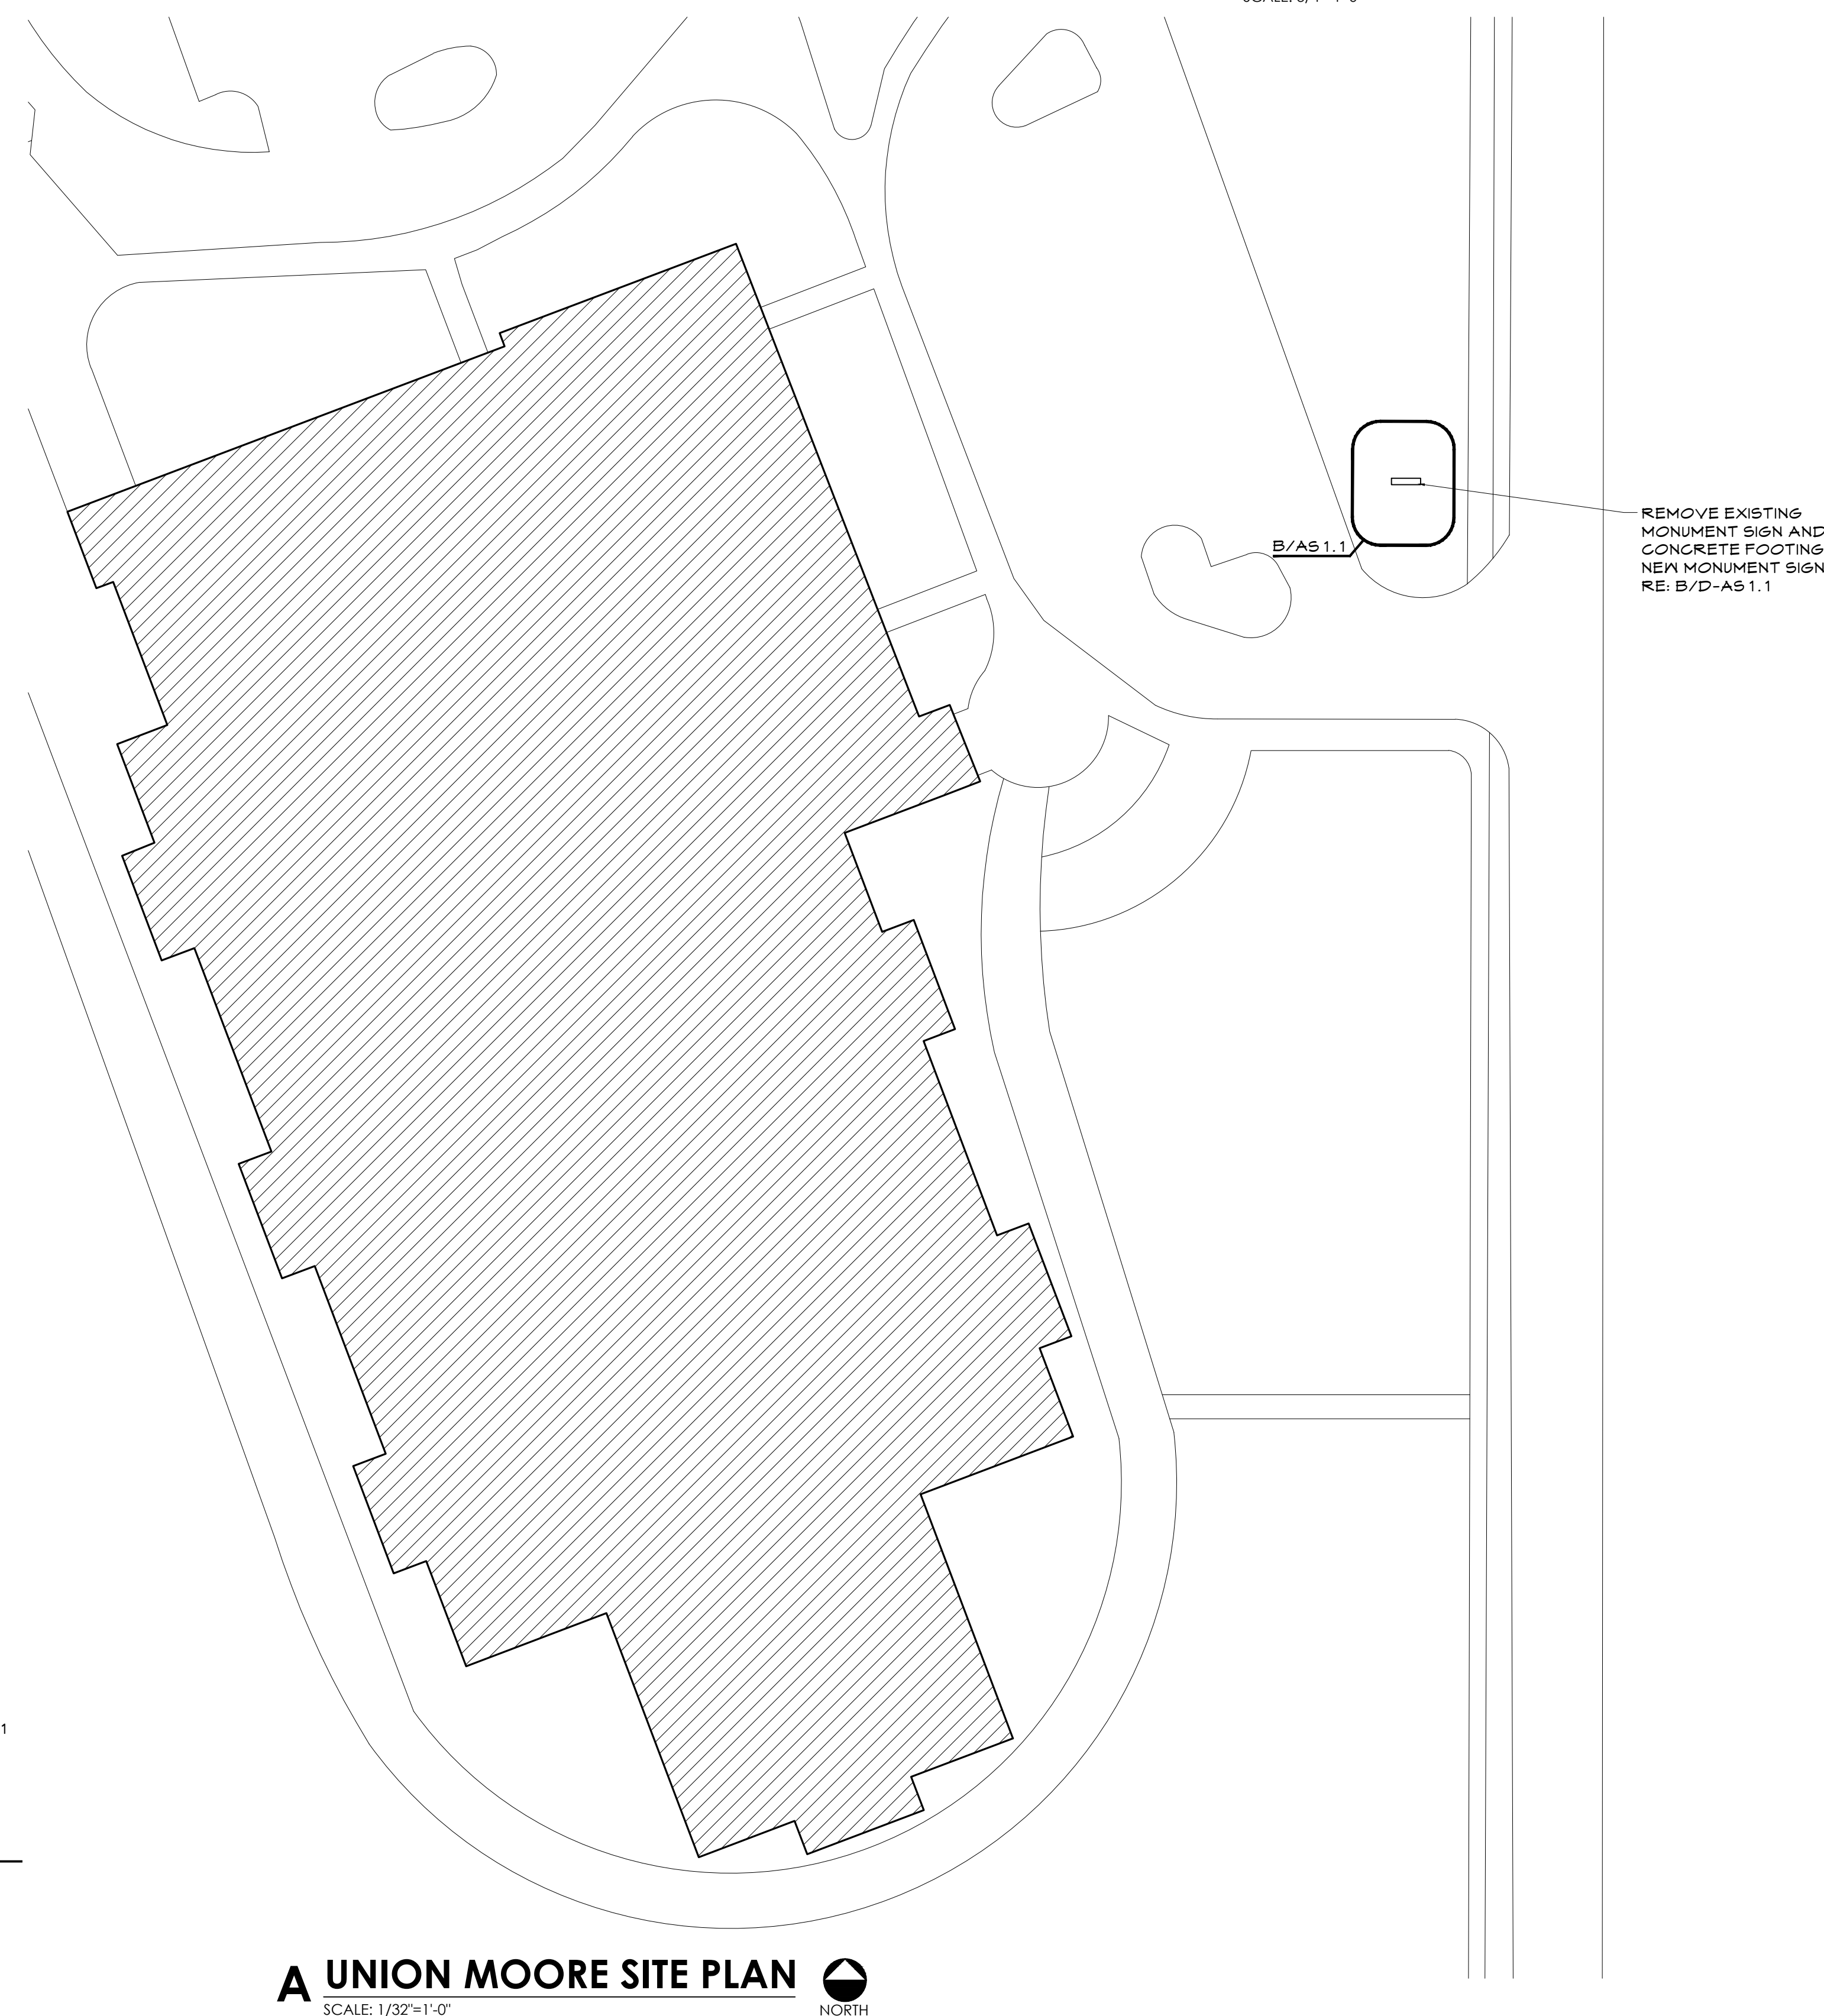 B/AS1.1
REMOVE EXISTING
MONUMENT SIGN AND
CONCRETE FOOTING
NEW MONUMENT SIGN
RE: B/D-AS1.1
1
A UNION MOORE SITE PLAN
SCALE: 1/32"=1'-0"
NORTH